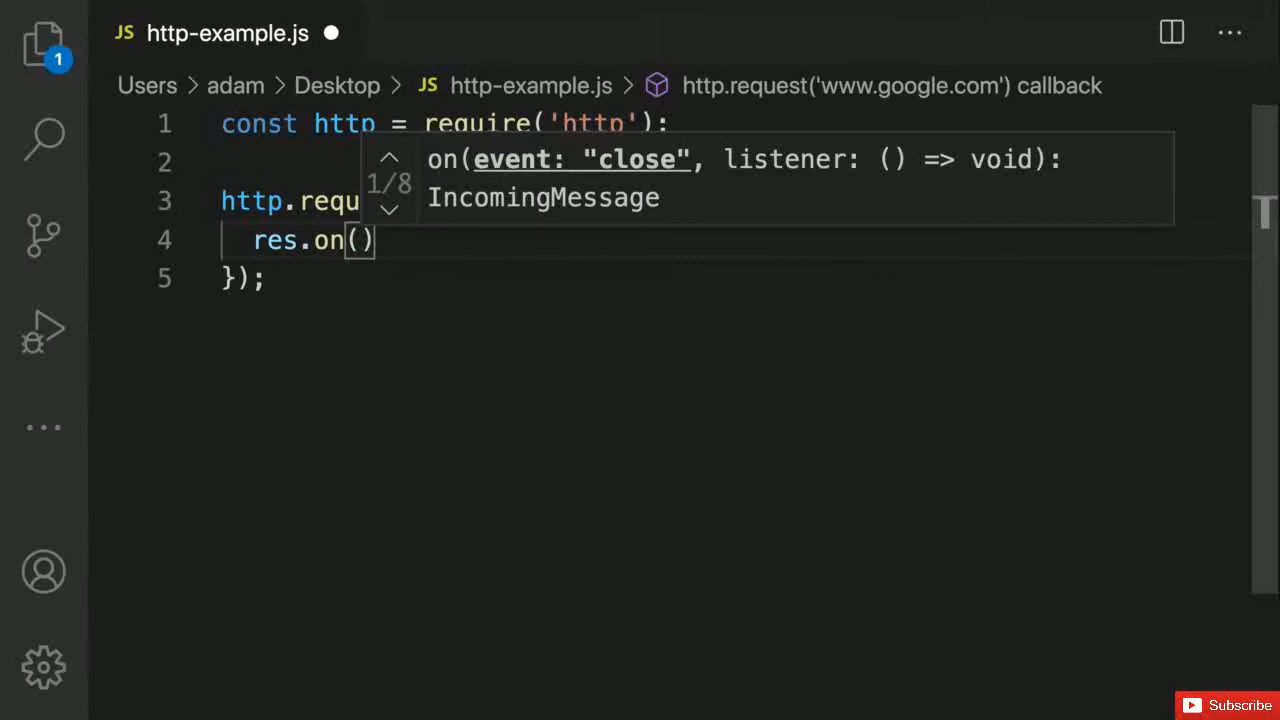 JS http-example.js
1
Users > adam > Desktop > JS http-example.js > http.request('www.google.com') callback
1 const http = require('http');
2
3 http.requ
4 res.on()
5 });
1/8
on(event: "close", listener: () => void):
IncomingMessage
Subscribe